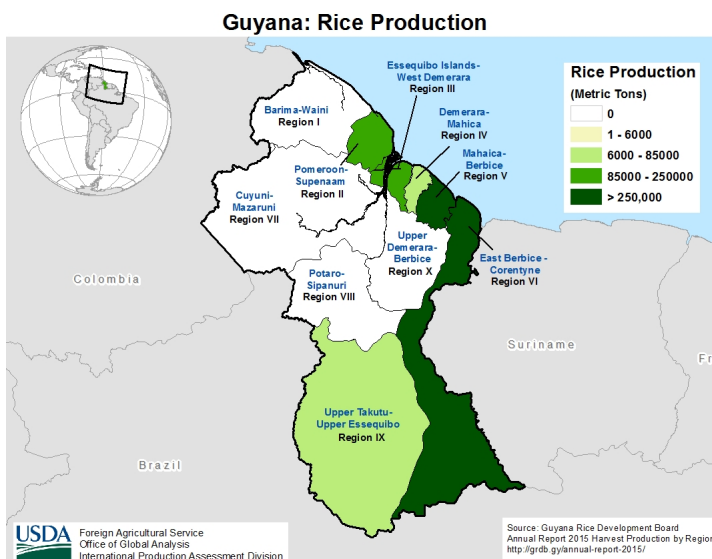 Guyana: Rice Production
Essequibo Islands-
West Demerara
Region III
Rice Production
(Metric Tons)
0
1 - 6000
6000 - 85000
85000 - 250000
> 250,000
Barima-Waini
Region I
Demerara-
Mahica
Region IV
Mahaica-
Berbice
Region V
Pomeroon-
Supenaam
Region II
Cuyuni-
Mazaruni
Region VII
Upper
Demerara-
Berbice
Region X
East Berbice -
Corentyne
Region VI
Potaro-
Sipanuri
Region VIII
Colombia
Suriname
Fr
Upper Takutu-
Upper Essequibo
Region IX
Brazil
USDA
Foreign Agricultural Service
Office of Global Analysis
International Production Assessment Division
Source: Guyana Rice Development Board
Annual Report 2015 Harvest Production by Region
http://grdb.gy/annual-report-2015/